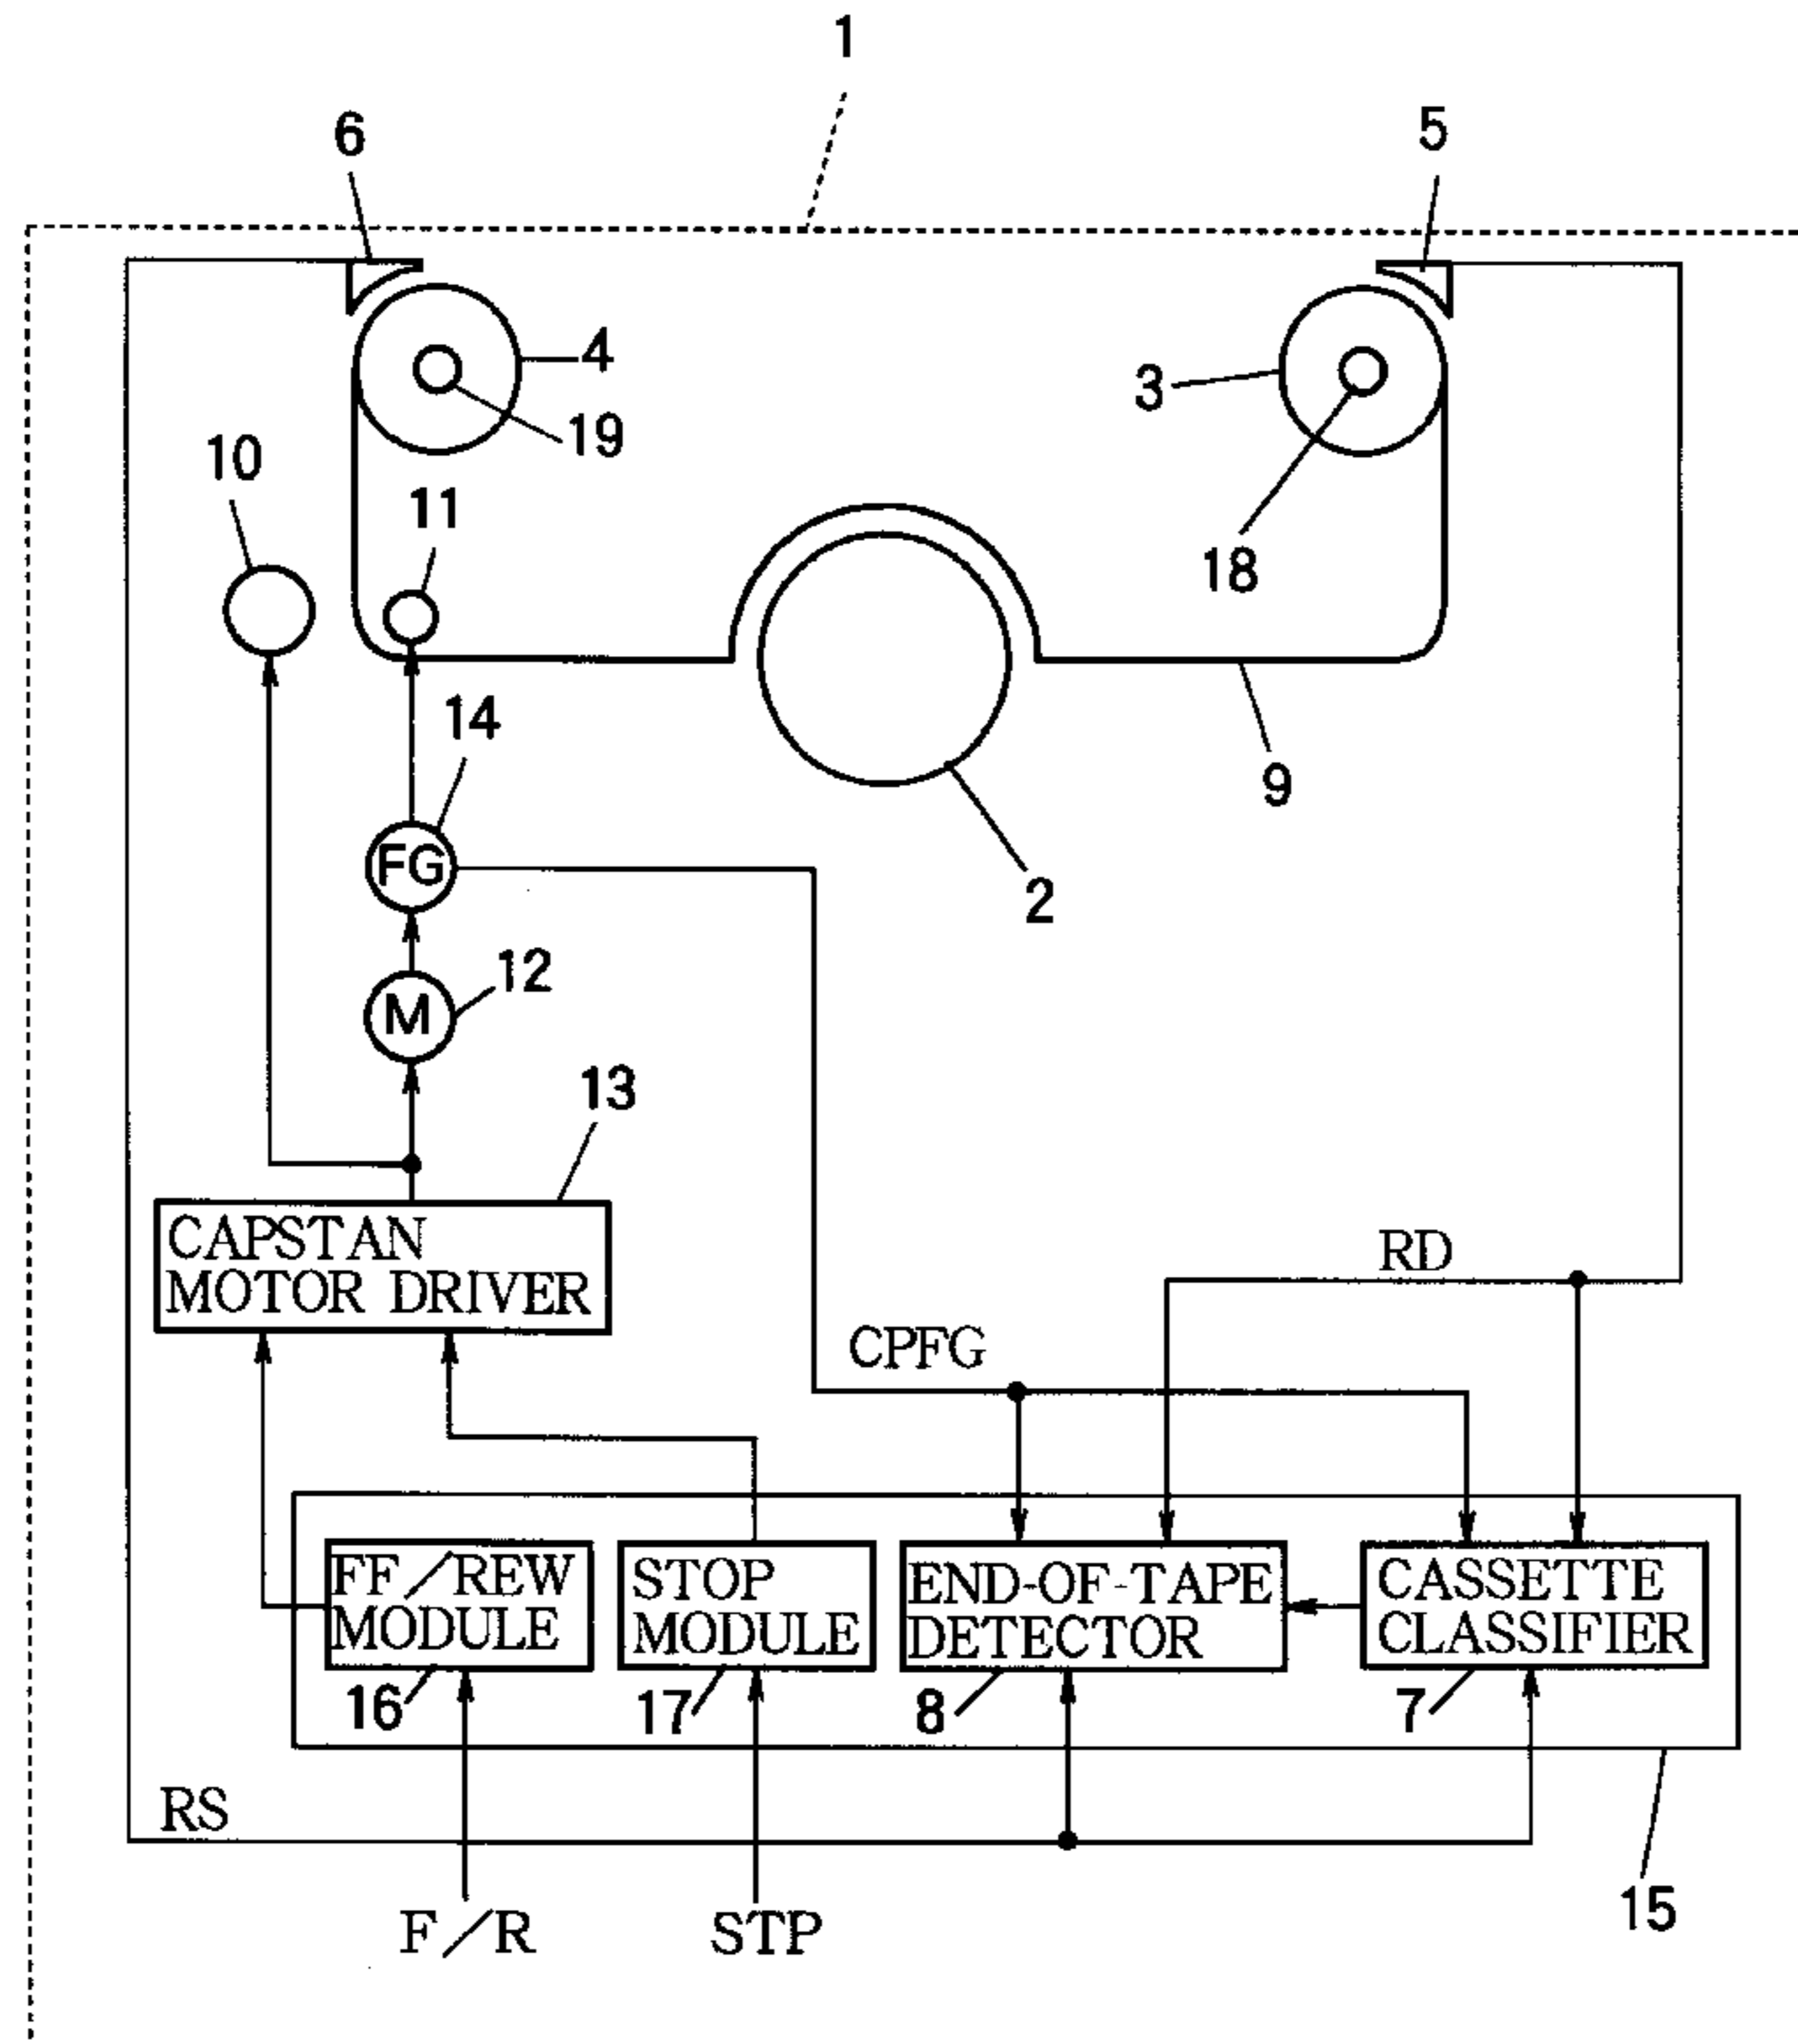 1
6
5
4
3
19
10
11
18
14
9
FG
2
12
M
13
CAPSTAN
MOTOR DRIVER
RD
CPFG
FF/REW
MODULE
STOP
MODULE
END-OF-TAPE
DETECTOR
CASSETTE
CLASSIFIER
16
17
8
7
RS
15
F/R
STP